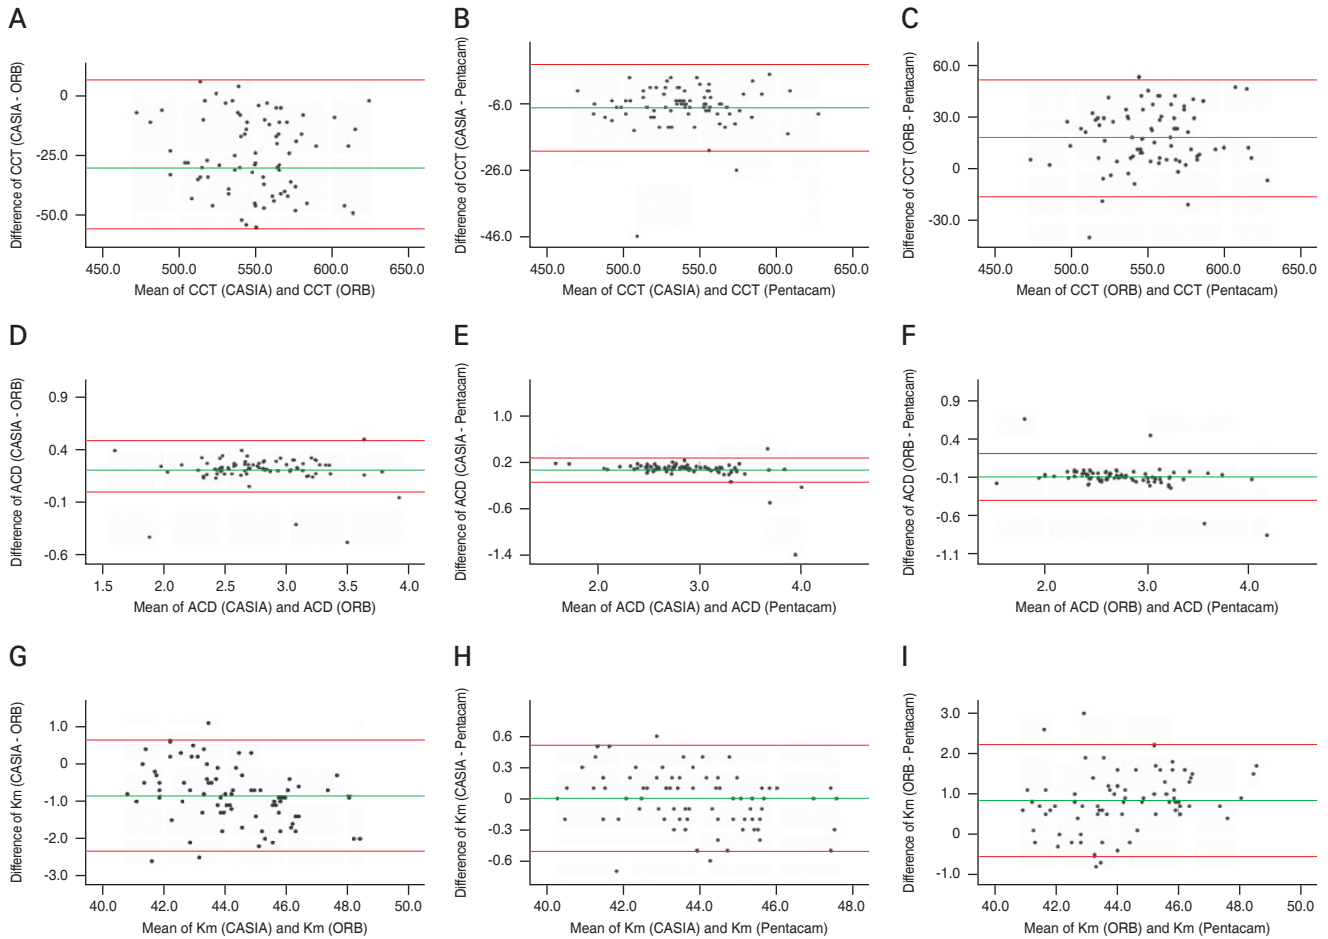 A
Difference of CCT (CASIA - ORB)
0
-25.0
-50.0
450.0 500.0 550.0 600.0 650.0
Mean of CCT (CASIA) and CCT (ORB)
B
Difference of CCT (CASIA - Pentacam)
-6.0
-26.0
-46.0
450.0 500.0 550.0 600.0 650.0
Mean of CCT (CASIA) and CCT (Pentacam)
C
Difference of CCT (ORB - Pentacam)
60.0
30.0
0
-30.0
450.0 500.0 550.0 600.0 650.0
Mean of CCT (ORB) and CCT (Pentacam)
D
Difference of ACD (CASIA - ORB)
0.9
0.4
-0.1
-0.6
1.5 2.0 2.5 3.0 3.5 4.0
Mean of ACD (CASIA) and ACD (ORB)
E
Difference of ACD (CASIA - Pentacam)
1.0
0.2
-0.6
-1.4
2.0 3.0 4.0
Mean of ACD (CASIA) and ACD (Pentacam)
F
Difference of ACD (ORB - Pentacam)
0.9
0.4
-0.1
-0.6
-1.1
2.0 3.0 4.0
Mean of ACD (ORB) and ACD (Pentacam)
G
Difference of Km (CASIA - ORB)
1.0
0
-1.0
-2.0
-3.0
40.0 42.0 44.0 46.0 48.0 50.0
Mean of Km (CASIA) and Km (ORB)
H
Difference of Km (CASIA - Pentacam)
0.6
0.3
0
-0.3
-0.6
40.0 42.0 44.0 46.0 48.0
Mean of Km (CASIA) and Km (Pentacam)
I
Difference of Km (ORB - Pentacam)
3.0
2.0
1.0
0
-1.0
40.0 42.0 44.0 46.0 48.0 50.0
Mean of Km (ORB) and Km (Pentacam)